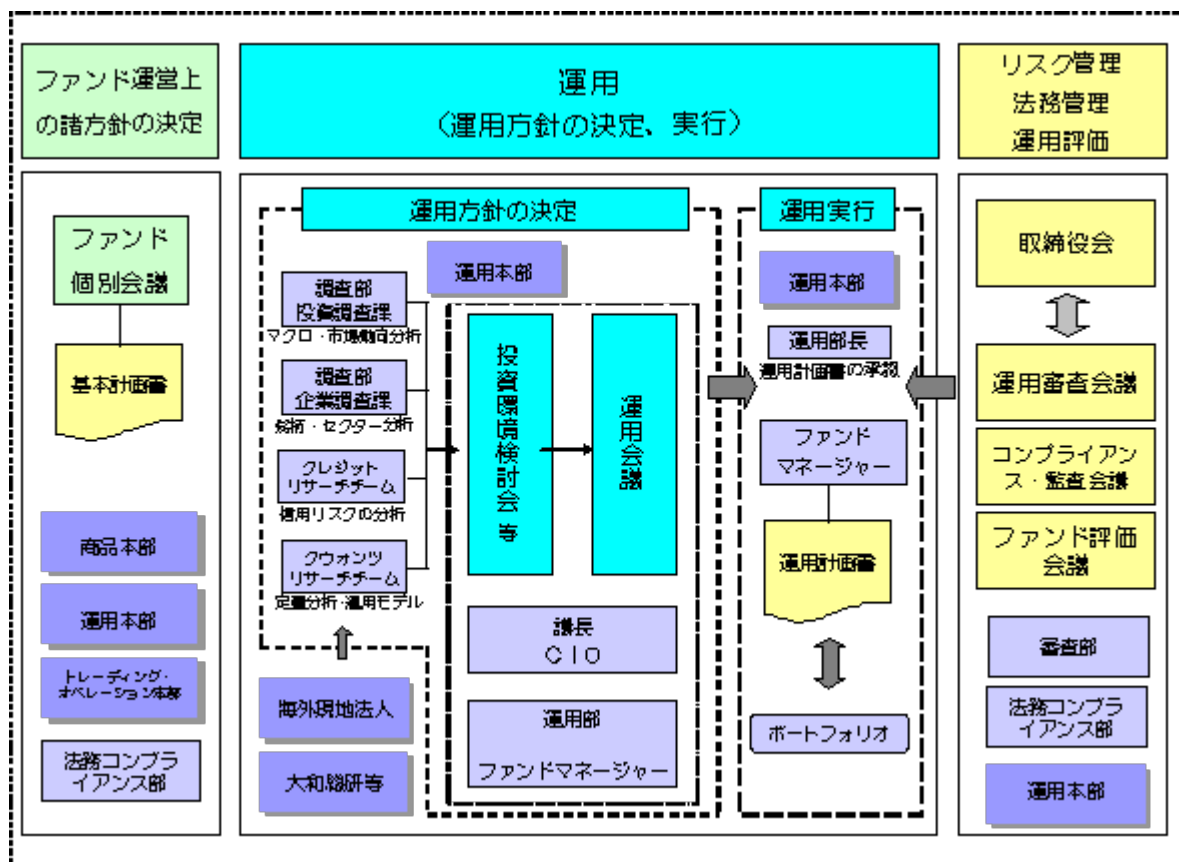 ファンド運営上
の諸方針の決定
運用
(運用方針の決定、実行)
リスク管理
法務管理
運用評価
ファンド
個別会議
基本計画書
商品本部
運用本部
トレーディング・
オペレーション本部
法務コンプラ
イアンス部
運用方針の決定
運用本部
調査部
投資調査課
マクロ・市場動向分析
調査部
企業調査課
銘柄・セクター分析
クレジット
リサーチチーム
信用リスクの分析
クウォンツ
リサーチチーム
定量分析・運用モデル
海外現地法人
大和総研等
投資環境検討会 等
運用会議
議長
CIO
運用部
ファンドマネージャー
運用実行
運用本部
運用部長
運用計画書の承認
ファンド
マネージャー
運用計画書
ポートフォリオ
取締役会
運用審査会議
コンプライアン
ス・監査会議
ファンド評価
会議
審査部
法務コンプラ
イアンス部
運用本部